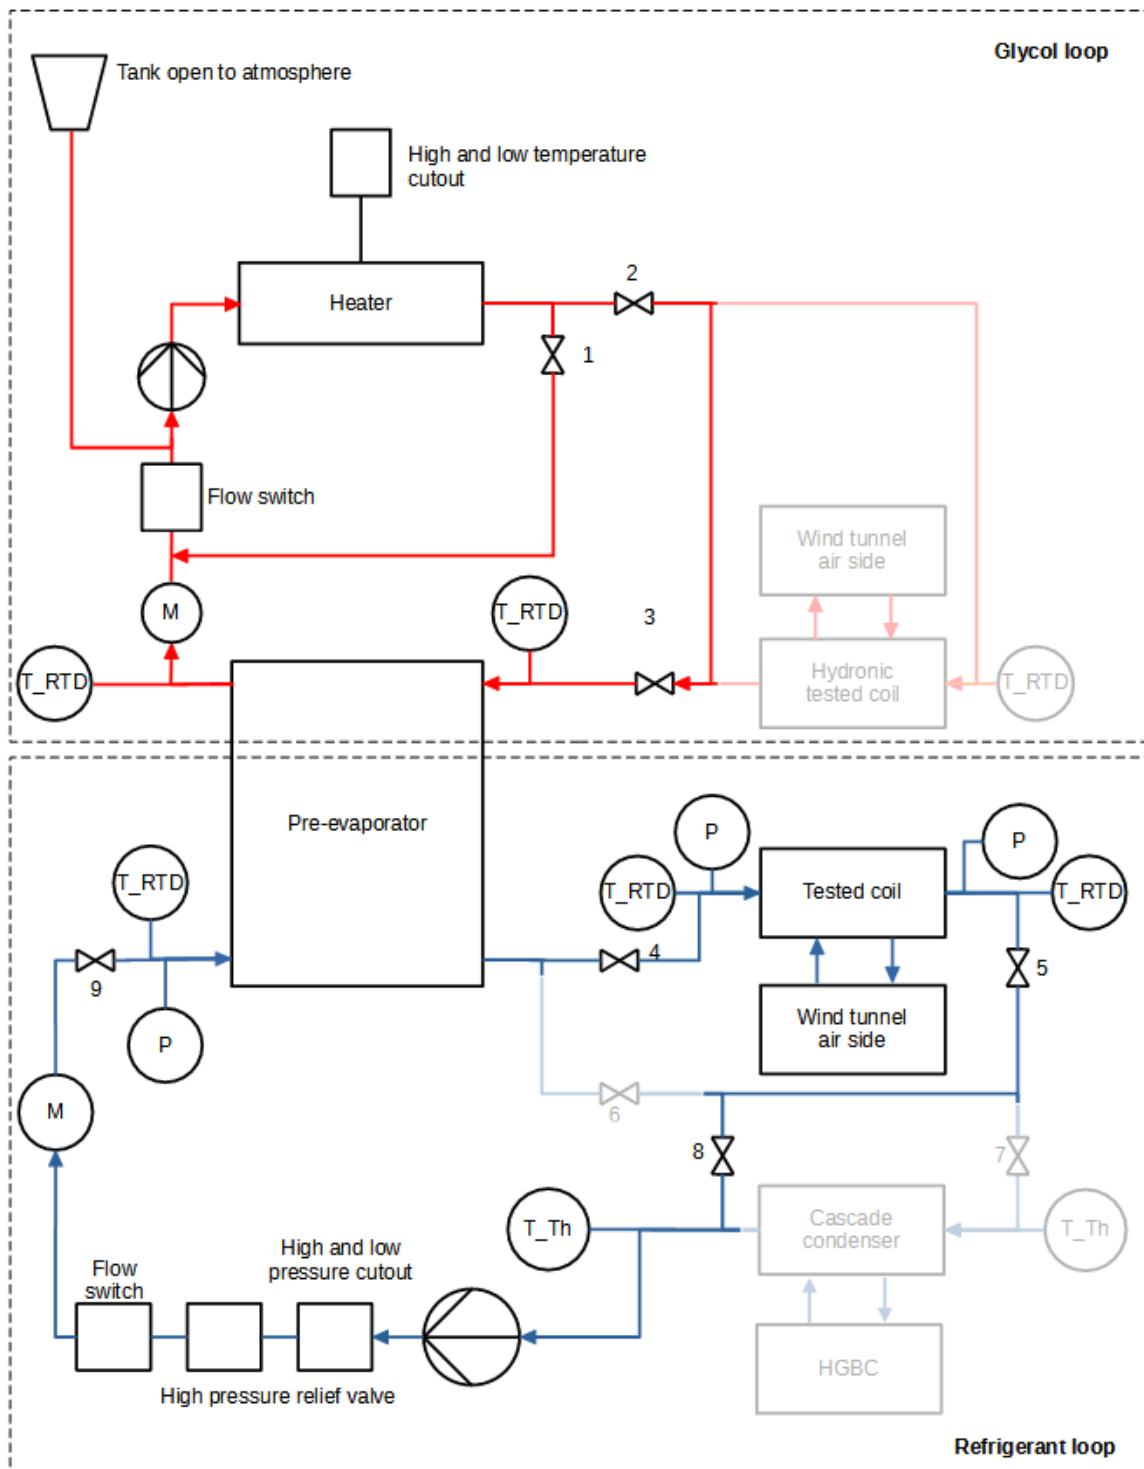 Glycol loop
Tank open to atmosphere
High and low temperature
cutout
2
Heater
1
Flow switch
Wind tunnel
air side
M
T_RTD
3
T_RTD
Hydronic
tested coil
T_RTD
Pre-evaporator
P
P
T_RTD
T_RTD
Tested coil
T_RTD
4
5
9
P
Wind tunnel
air side
M
6
8
7
Cascade
condenser
T_Th
T_Th
High and low
pressure cutout
Flow
switch
HGBC
High pressure relief valve
Refrigerant loop